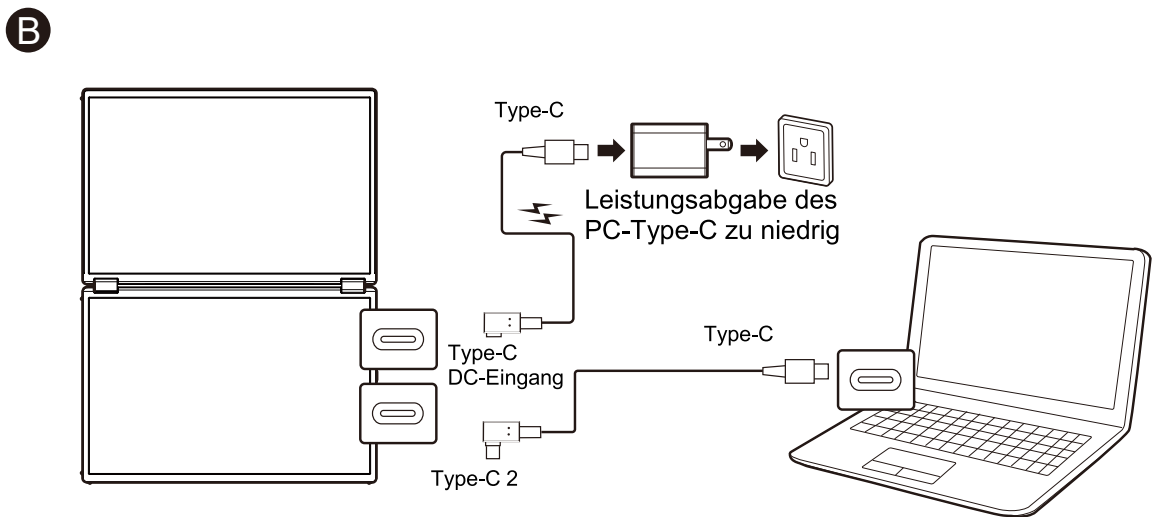 B
Type-C
Leistungsabgabe des
PC-Type-C zu niedrig
Type-C
DC-Eingang
Type-C
Type-C 2